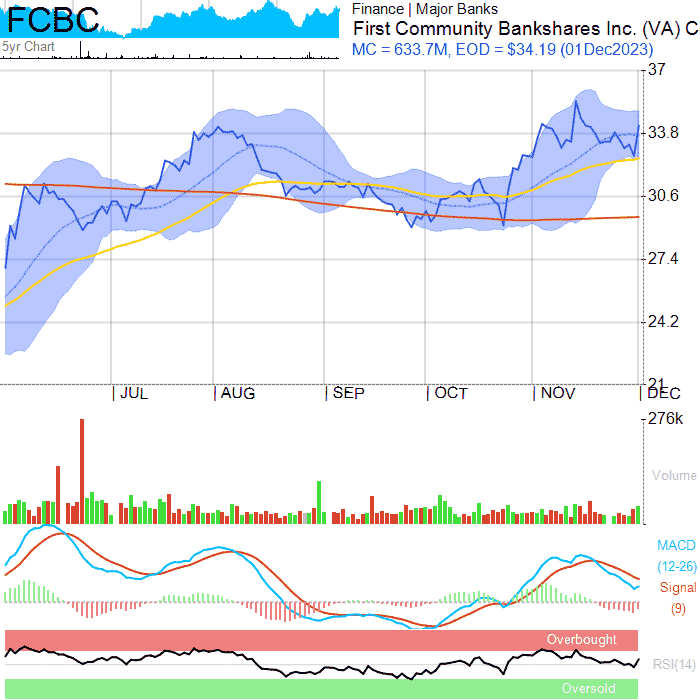 FCBC
5yr Chart
Finance | Major Banks
First Community Bankshares Inc. (VA) C
MC = 633.7M, EOD = $34.19 (01Dec2023)
37
33.8
30.6
27.4
24.2
21
JUL
AUG
SEP
OCT
NOV
DEC
276k
Volume
MACD
(12-26)
Signal
(9)
Overbought
RSI(14)
Oversold